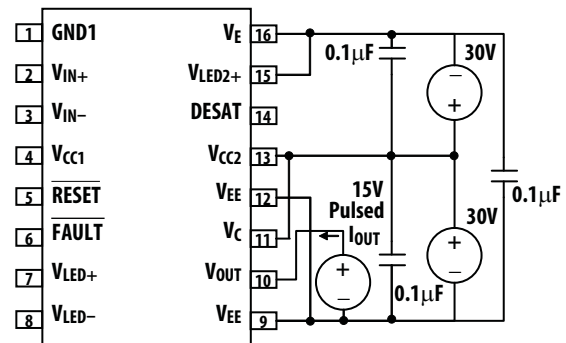 1 GND1
2 VIN+
3 VIN–
4 VCC1
5 RESET
6 FAULT
7 VLED+
8 VLED–
VE 16
VLED2+ 15
DESAT 14
VCC2 13
VEE 12
VC 11
VOUT 10
VEE 9
0.1µF
30V
–
+
0.1µF
15V
Pulsed
IOUT
30V
+
–
+
–
0.1µF